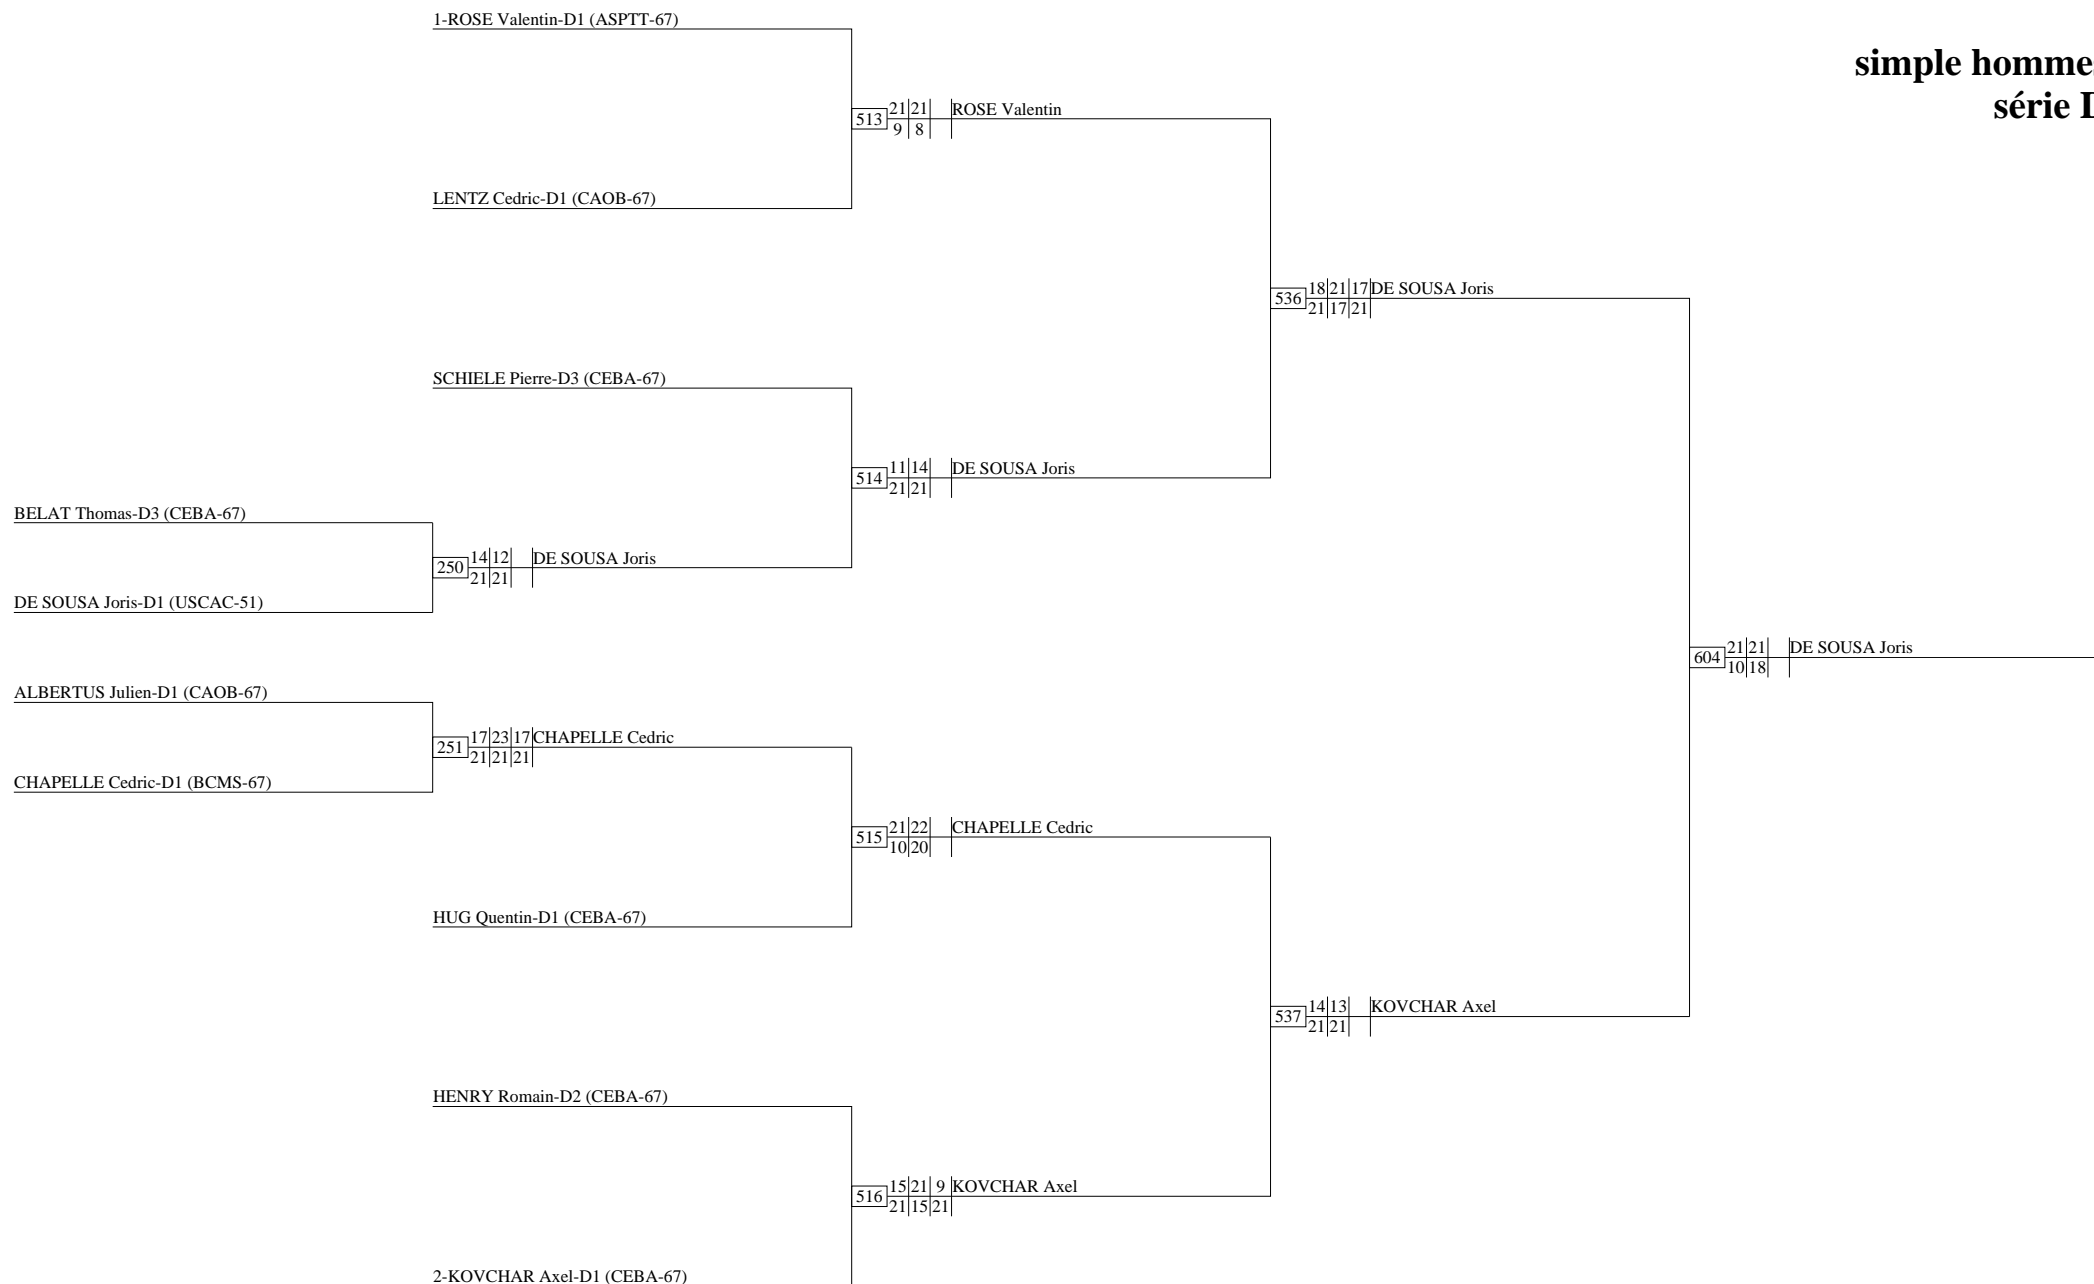 1-ROSE Valentin-D1 (ASPTT-67)
simple hommes
série D
513 21 21 ROSE Valentin
9 8
LENTZ Cedric-D1 (CAOB-67)
536 18 21 17 DE SOUSA Joris
21 17 21
SCHIELE Pierre-D3 (CEBA-67)
514 11 14 DE SOUSA Joris
21 21
BELAT Thomas-D3 (CEBA-67)
250 14 12 DE SOUSA Joris
21 21
DE SOUSA Joris-D1 (USCAC-51)
604 21 21 DE SOUSA Joris
10 18
ALBERTUS Julien-D1 (CAOB-67)
251 17 23 17 CHAPELLE Cedric
21 21 21
CHAPELLE Cedric-D1 (BCMS-67)
515 21 22 CHAPELLE Cedric
10 20
HUG Quentin-D1 (CEBA-67)
537 14 13 KOVCHAR Axel
21 21
HENRY Romain-D2 (CEBA-67)
516 15 21 9 KOVCHAR Axel
21 15 21
2-KOVCHAR Axel-D1 (CEBA-67)